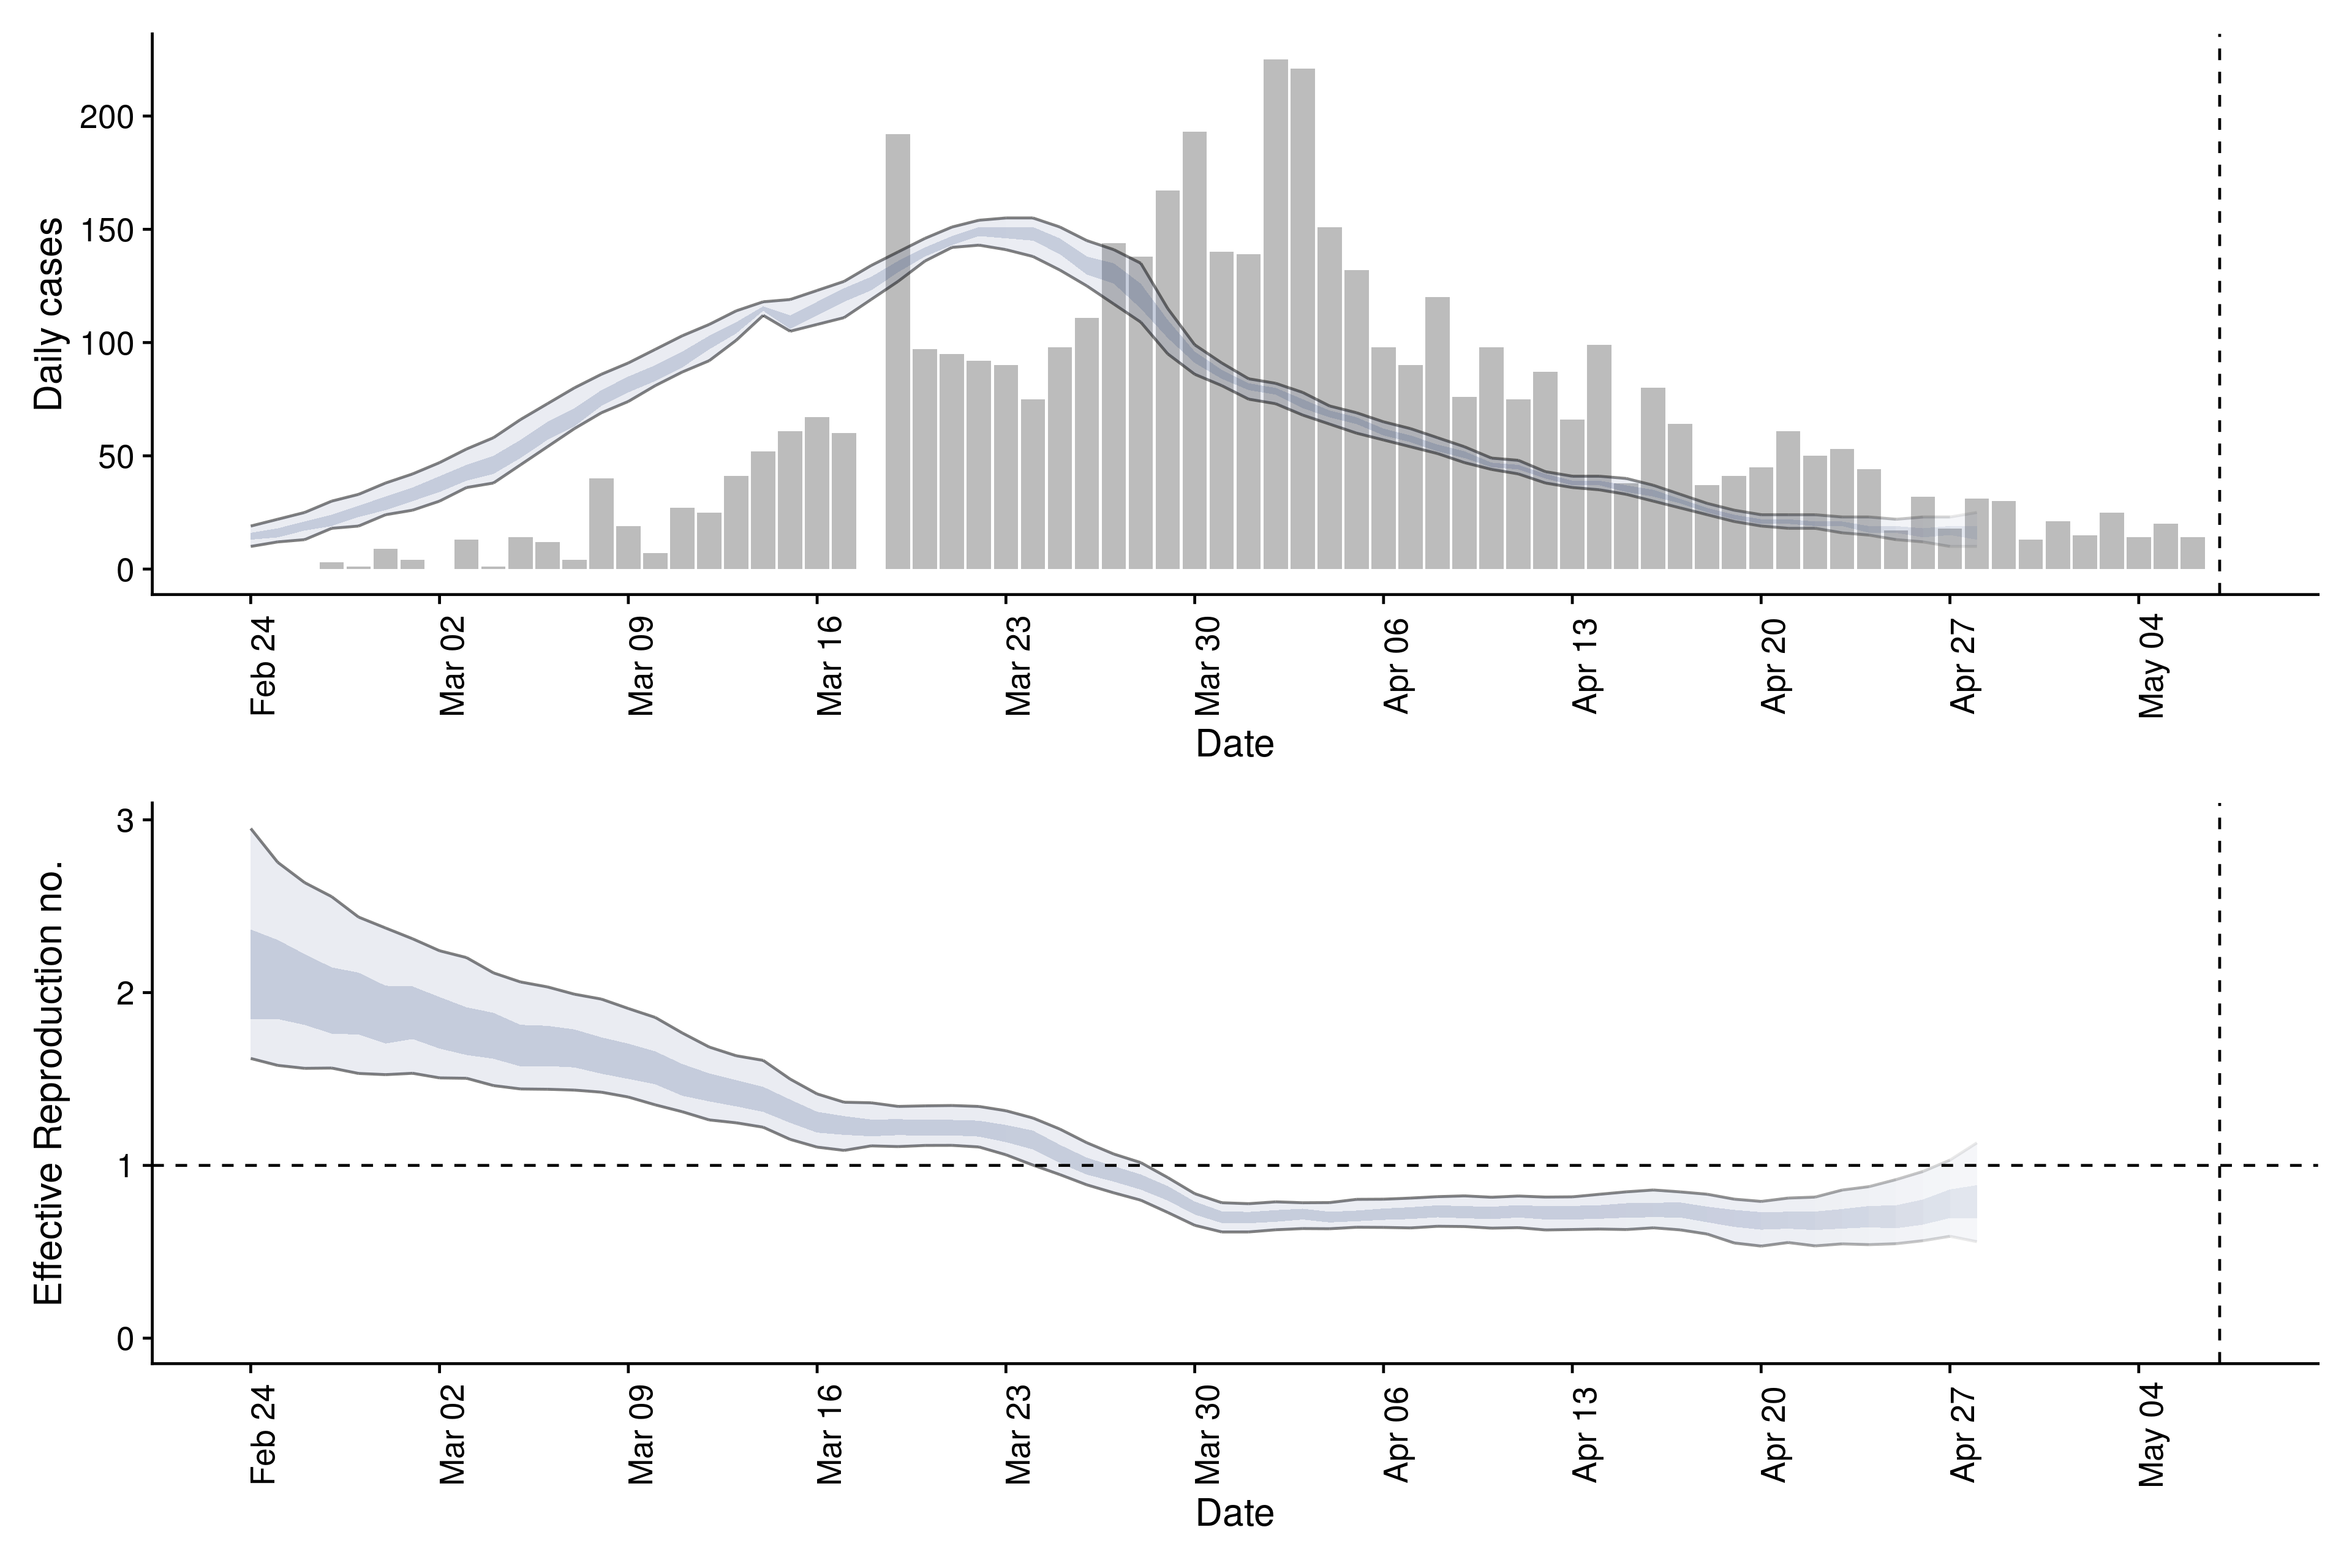 Daily cases
200
150
100
50
0
Feb 24
Mar 02
Mar 09
Mar 16
Mar 23
Mar 30
Apr 06
Apr 13
Apr 20
Apr 27
May 04
Date
Effective Reproduction no.
3
2
1
0
Feb 24
Mar 02
Mar 09
Mar 16
Mar 23
Mar 30
Apr 06
Apr 13
Apr 20
Apr 27
May 04
Date